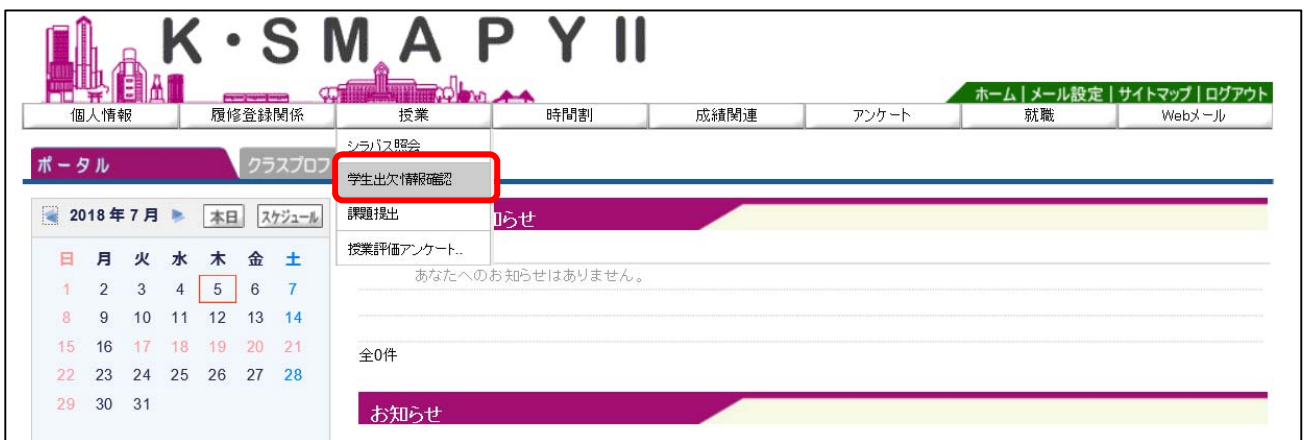 K・SMAPY II
ホーム | メール設定 | サイトマップ | ログアウト
個人情報 履修登録関係 授業 時間割 成績関連 アンケート 就職 Webメール
シラバス照会
学生出欠情報確認
課題提出
授業評価アンケート..
ポータル クラスプロフ
2018年7月 本日 スケジュール
日 月 火 水 木 金 土
1 2 3 4 5 6 7
8 9 10 11 12 13 14
15 16 17 18 19 20 21
22 23 24 25 26 27 28
29 30 31
らせ
あなたへのお知らせはありません。
全0件
お知らせ